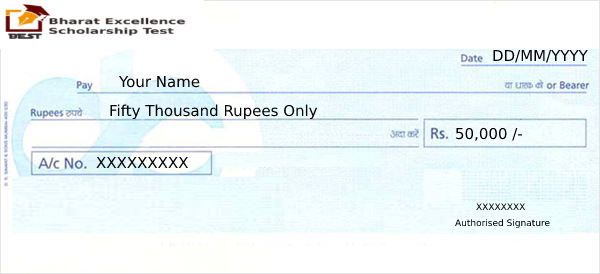 Bharat Excellence
Scholarship Test
BEST
Date DD/MM/YYYY
Pay Your Name या धारक को or Bearer
Rupees रुपये Fifty Thousand Rupees Only
अदा करें Rs. 50,000 /-
A/c No. XXXXXXXXX
XXXXXXXX
Authorised Signature